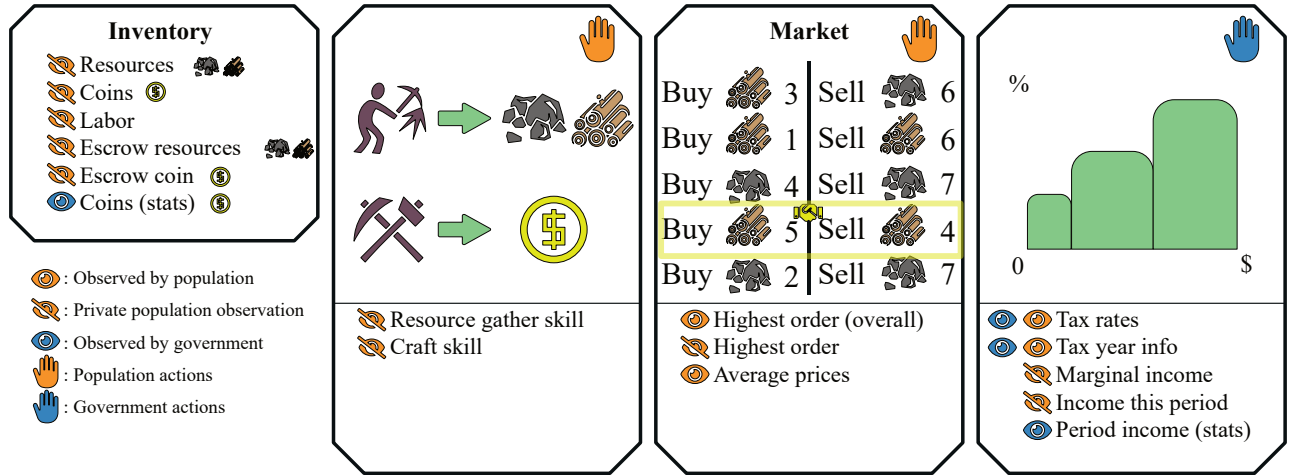 Inventory
Resources
Coins
Labor
Escrow resources
Escrow coin
Coins (stats)
: Observed by population
: Private population observation
: Observed by government
: Population actions
: Government actions
Resource gather skill
Craft skill
Market
Buy 3 Sell 6
Buy 1 Sell 6
Buy 4 Sell 7
Buy 5 Sell 4
Buy 2 Sell 7
Highest order (overall)
Highest order
Average prices
%
0 $
Tax rates
Tax year info
Marginal income
Income this period
Period income (stats)